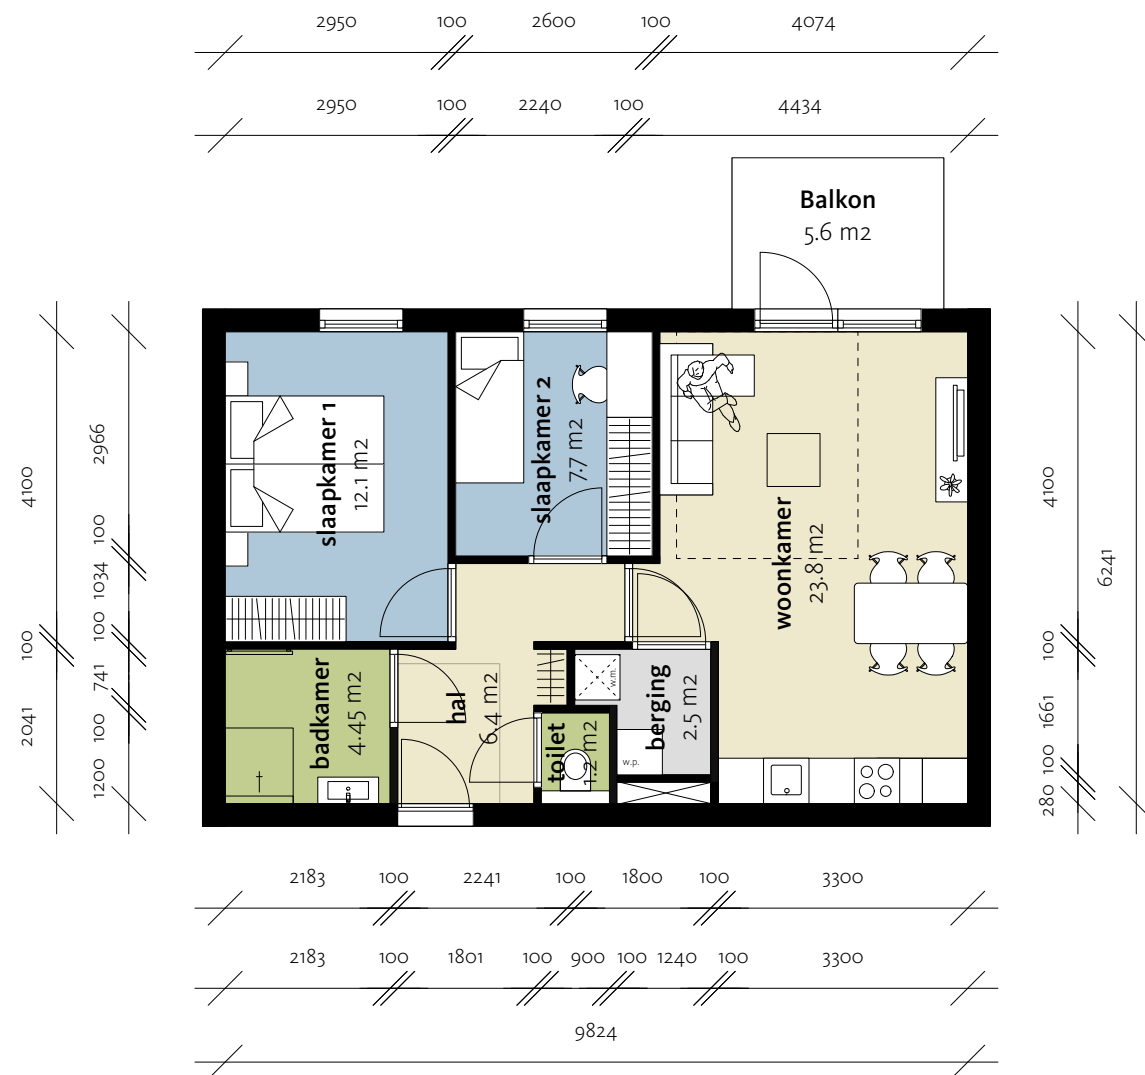 2950 100 2600 100 4074
2950 100 2240 100 4434
Balkon
5.6 m2
4100
100
2041
2966
100
1034
100
741
100
1200
slaapkamer 1
12.1 m2
slaapkamer 2
7.7 m2
woonkamer
23.8 m2
badkamer
4.45 m2
hal
6.4 m2
toilet
1.2 m2
w.m.
berging
2.5 m2
w.p.
4100
100
1661
100
280
6241
2183 100 2241 100 1800 100 3300
2183 100 1801 100 900 100 1240 100 3300
9824